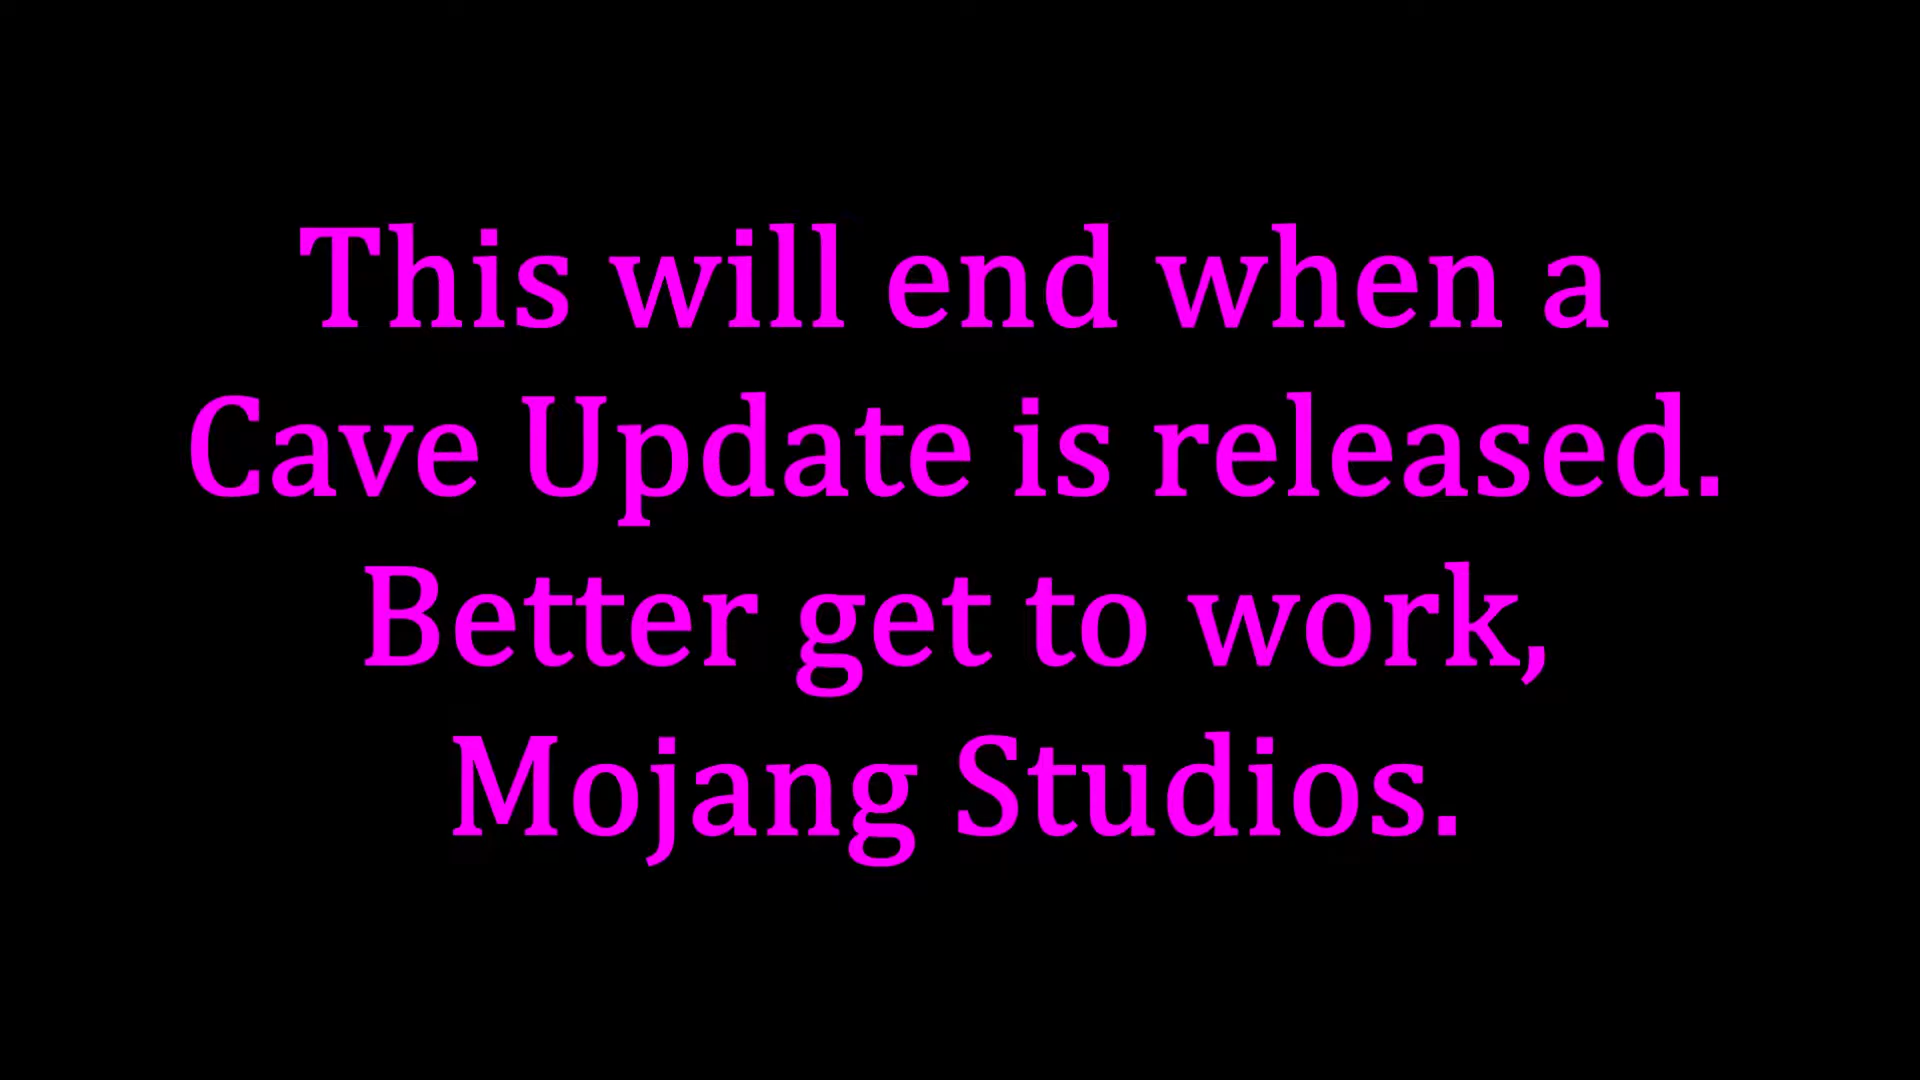 This will end when a
Cave Update is released.
Better get to work,
Mojang Studios.